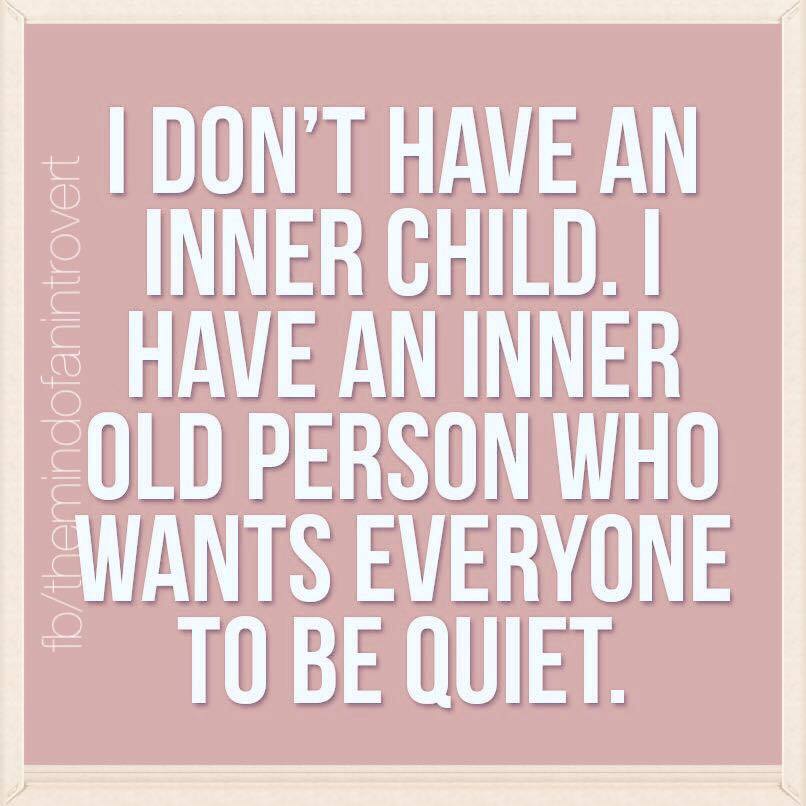 I DON'T HAVE AN
INNER CHILD. I
HAVE AN INNER
OLD PERSON WHO
WANTS EVERYONE
TO BE QUIET.
fb/themindofanintrovert